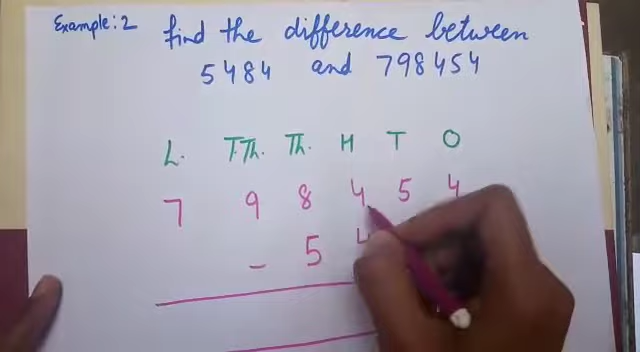 Example: 2 find the difference between
5484 and 798454
L. T.Th. Th. H T O
7 9 8 4 5 4
- 5 4